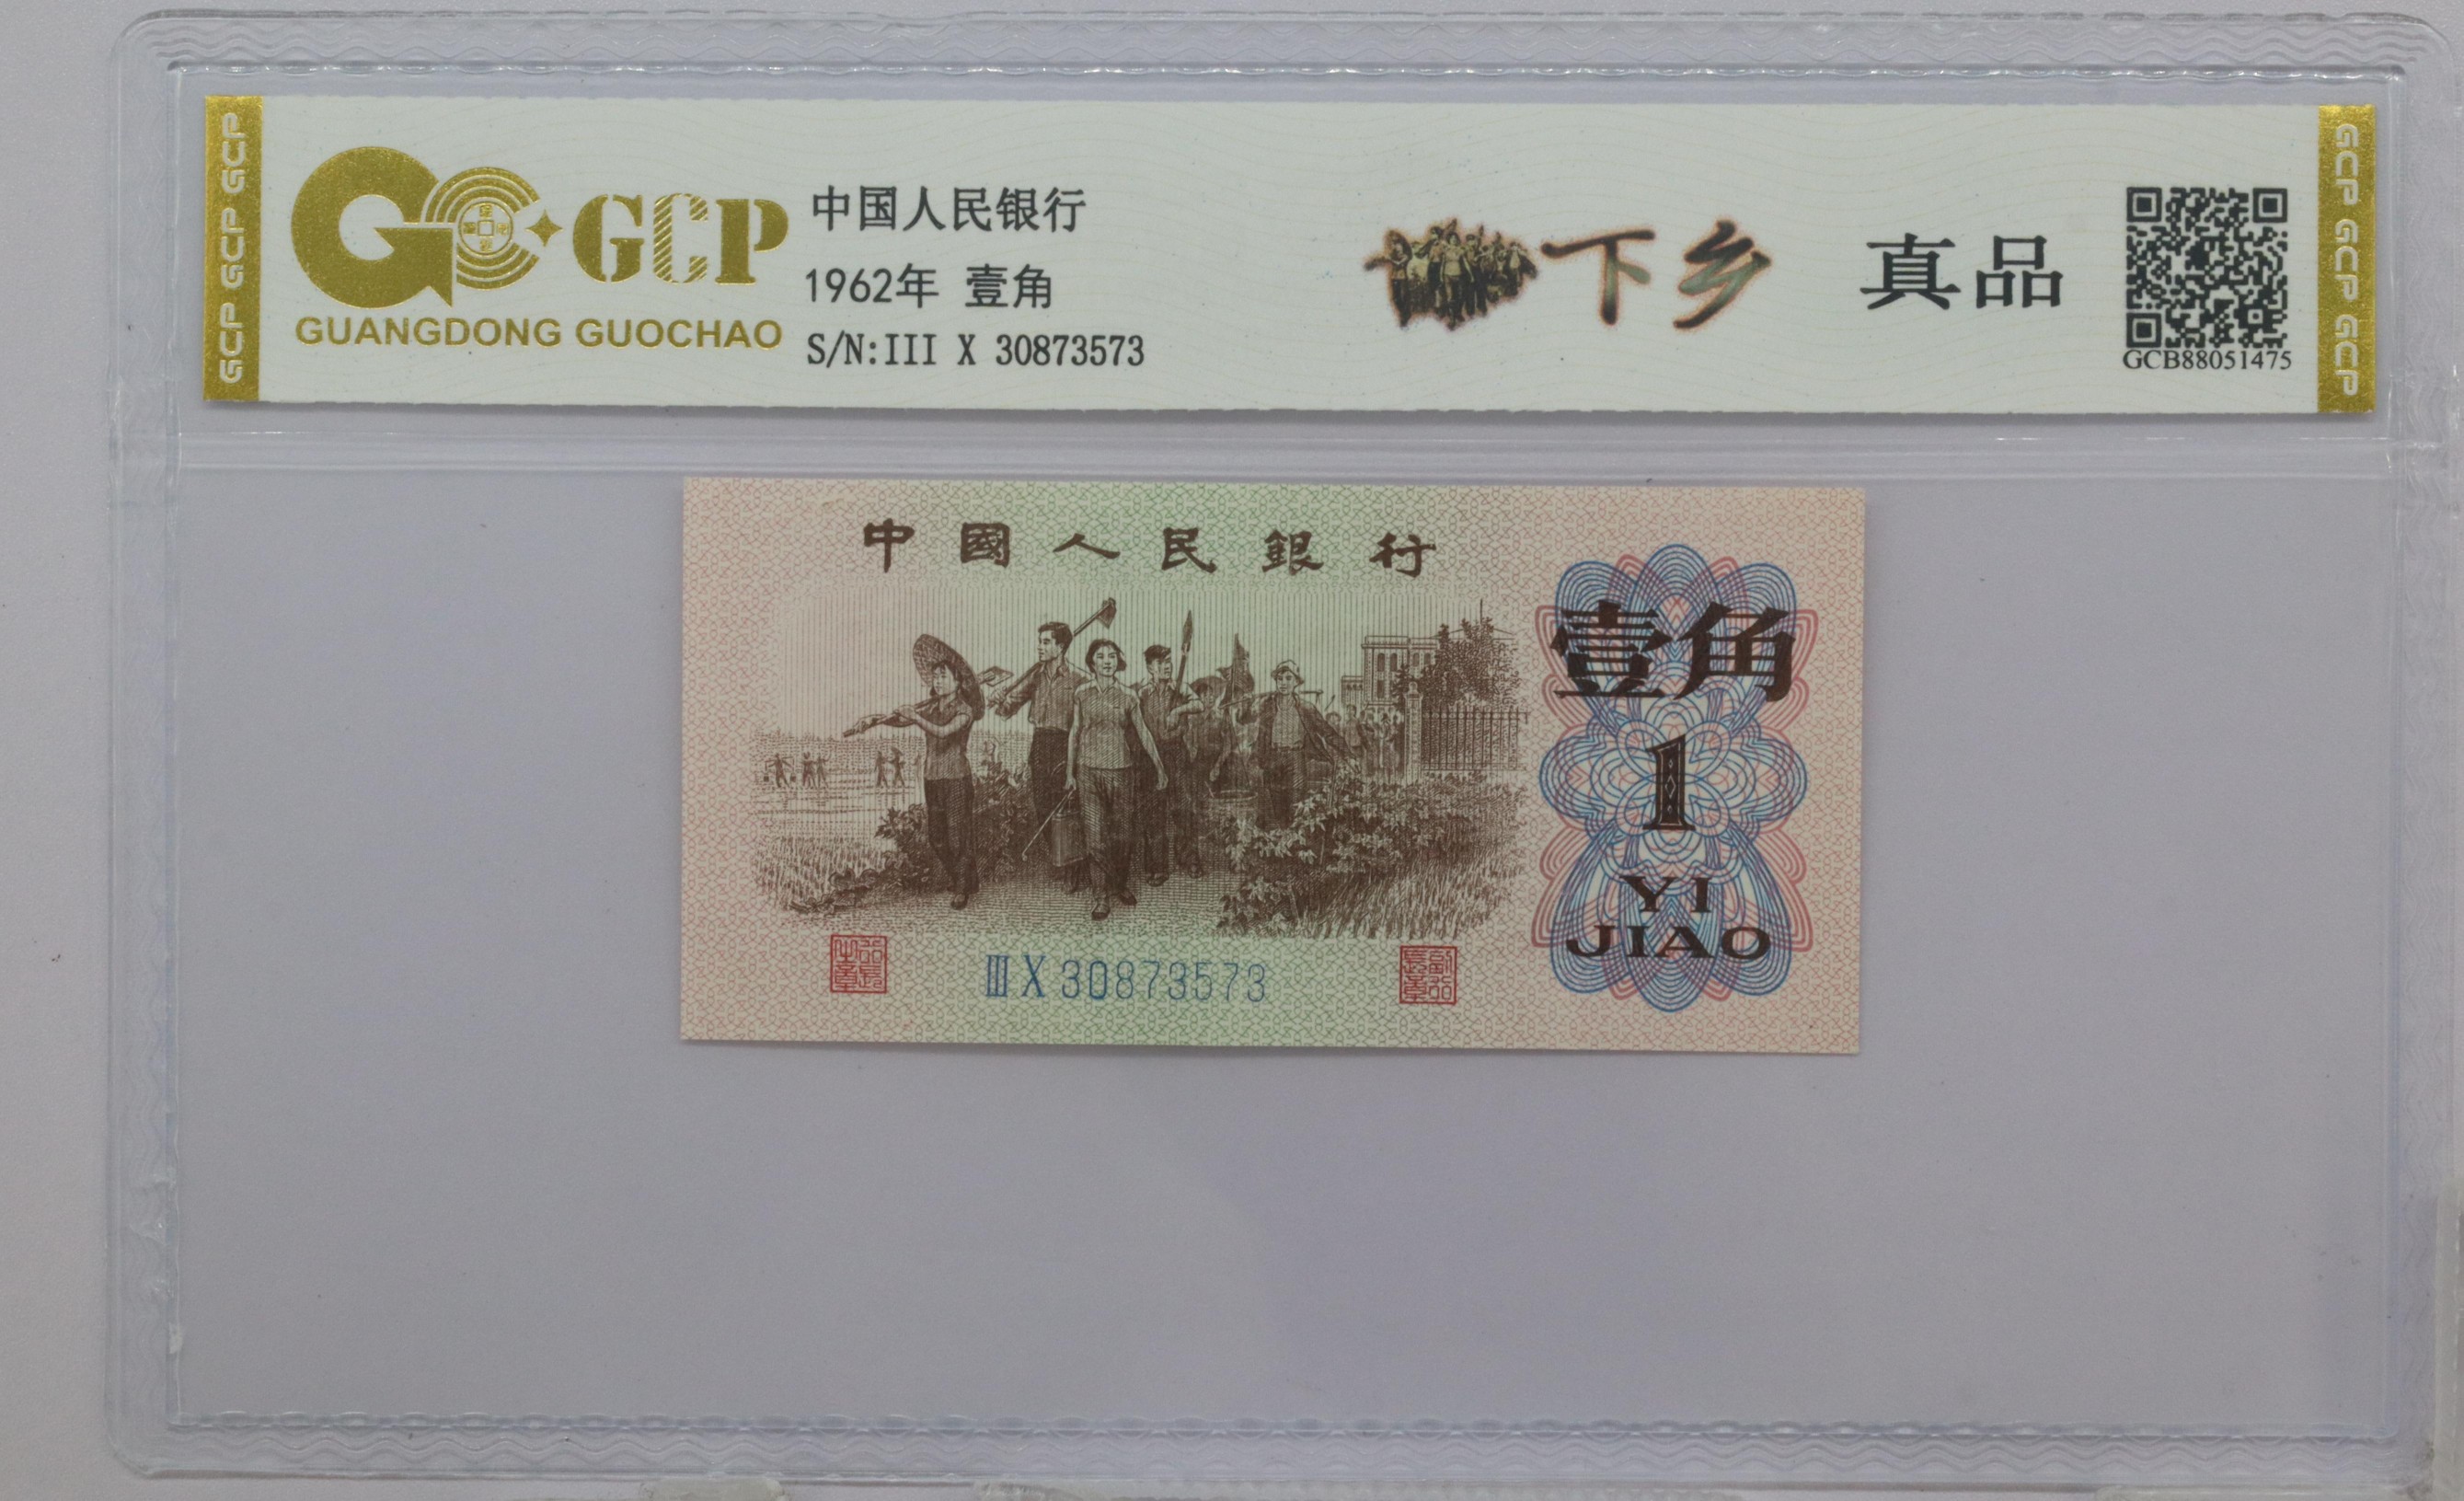 GCP GCP GCP
GCP
GUANGDONG GUOCHAO
中国人民银行
1962年 壹角
S/N:III X 30873573
下乡
真品
GCB88051475
GCP GCP GCP
中國人民銀行
壹角
1
YI
JIAO
III X 30873573